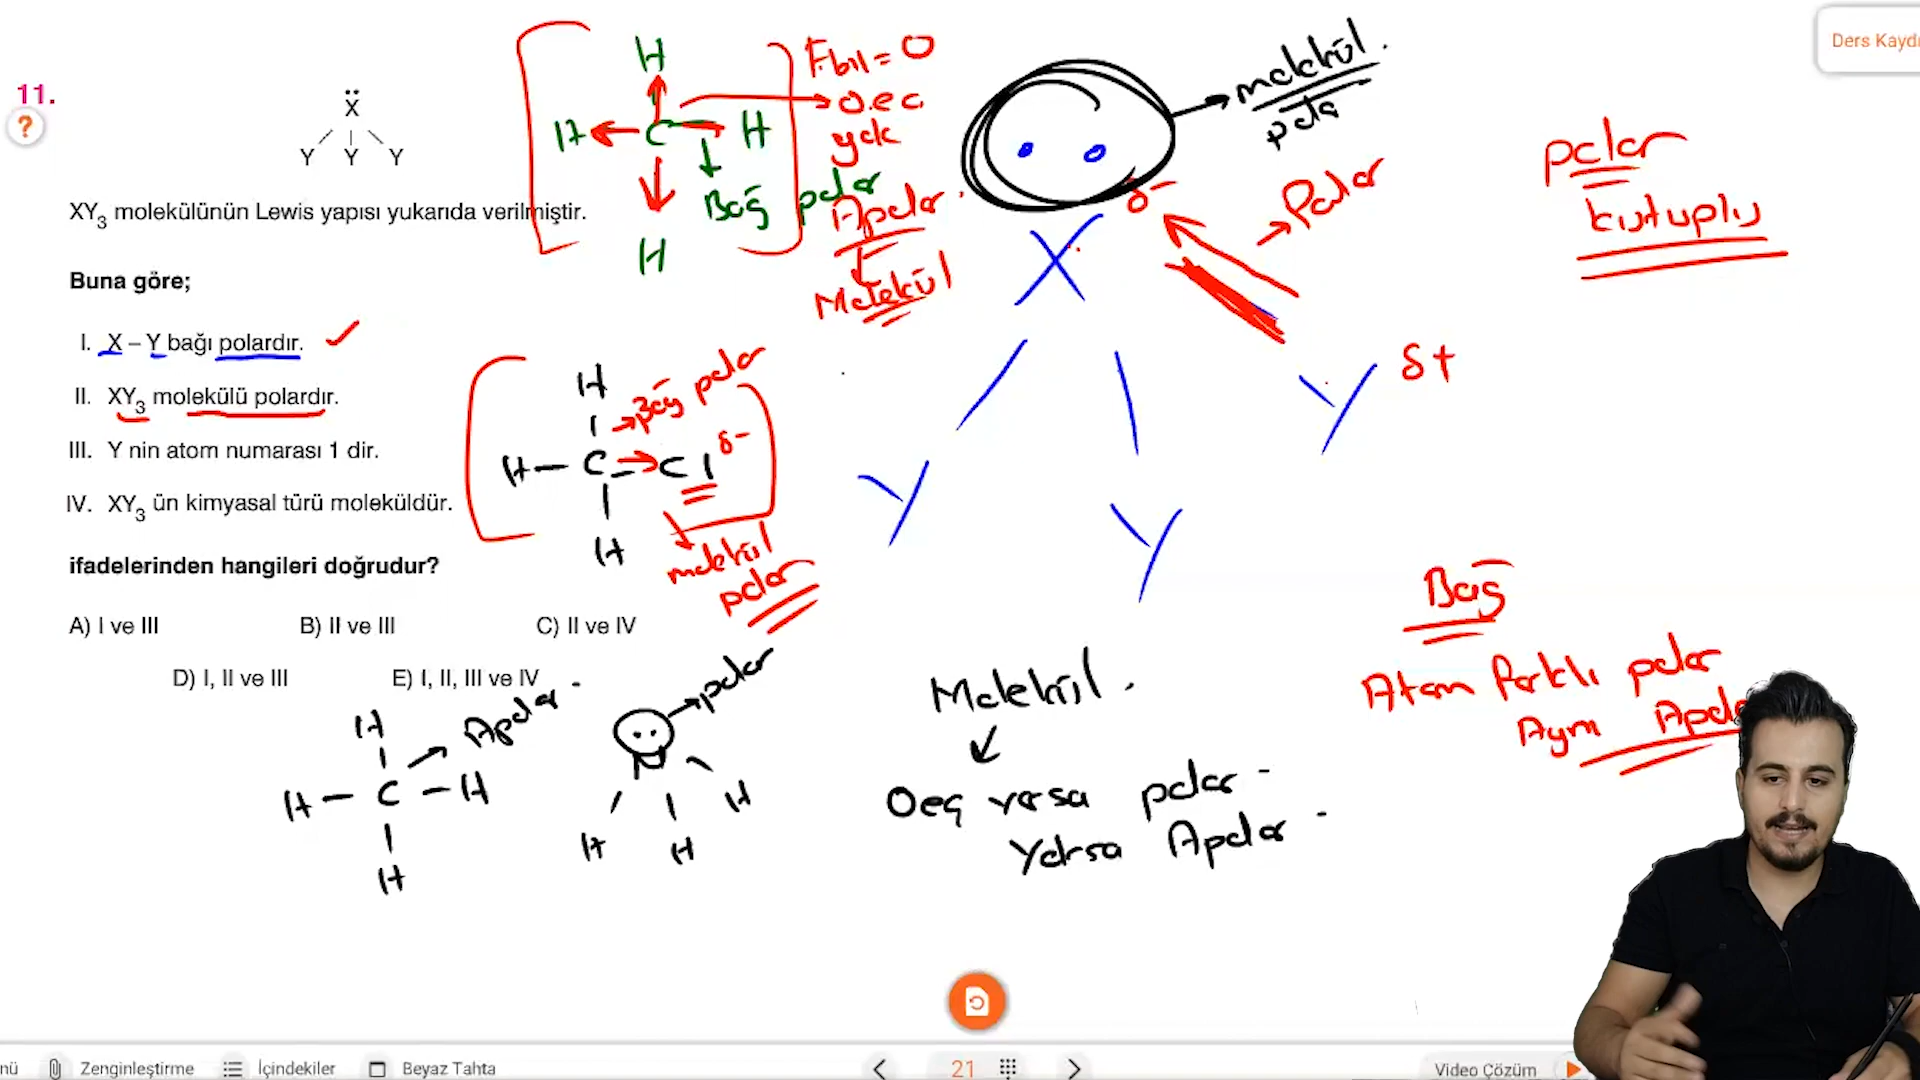 Ders Kaydı
11.
?
X
Y Y Y
XY3 molekülünün Lewis yapısı yukarıda verilmiştir.
Buna göre;
I. X – Y bağı polardır.
II. XY3 molekülü polardır.
III. Y nin atom numarası 1 dir.
IV. XY3 ün kimyasal türü moleküldür.
ifadelerinden hangileri doğrudur?
A) I ve III
B) II ve III
C) II ve IV
D) I, II ve III
E) I, II, III ve IV
H
H C H
H
Bağ polar
Fbil = 0
o.e.ç.
yok
Apolar.
Molekül
molekül.
polar
X
Y Y Y
δ-
Polar
δ+
polar
kutuplu
H
H – C – Cl δ-
H
Bağ polar
molekül
polar
H
H – C – H
H
Apolar
N
H H H
polar
Molekül.
Oeç varsa polar
Yoksa Apolar
Bağ
Atom farklı polar
Aynı
Zenginleştirme
İçindekiler
Beyaz Tahta
21
Video Çözüm